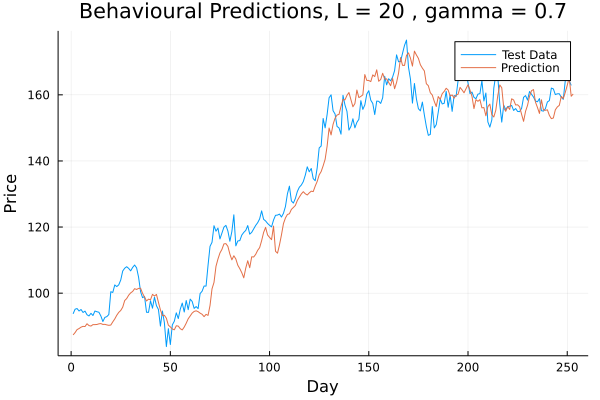 Behavioural Predictions, L = 20 , gamma = 0.7
Test Data
Prediction
160
140
120
100
Price
0
50
100
150
200
250
Day